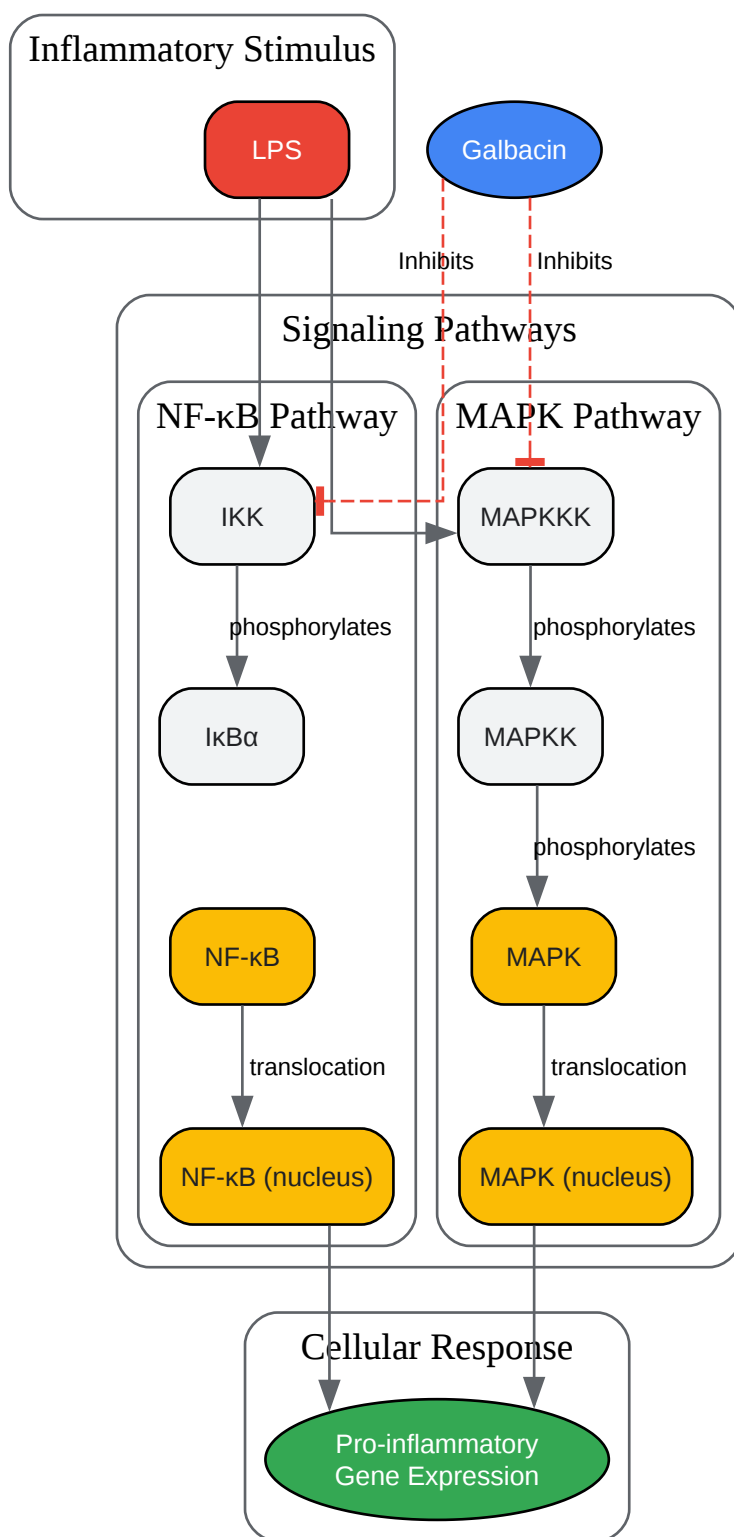 Inflammatory Stimulus
LPS
Galbacin
Inhibits
Inhibits
Signaling Pathways
NF-κB Pathway
MAPK Pathway
IKK
MAPKKK
phosphorylates
phosphorylates
IκBα
MAPKK
phosphorylates
NF-κB
MAPK
translocation
translocation
NF-κB (nucleus)
MAPK (nucleus)
Cellular Response
Pro-inflammatory
Gene Expression